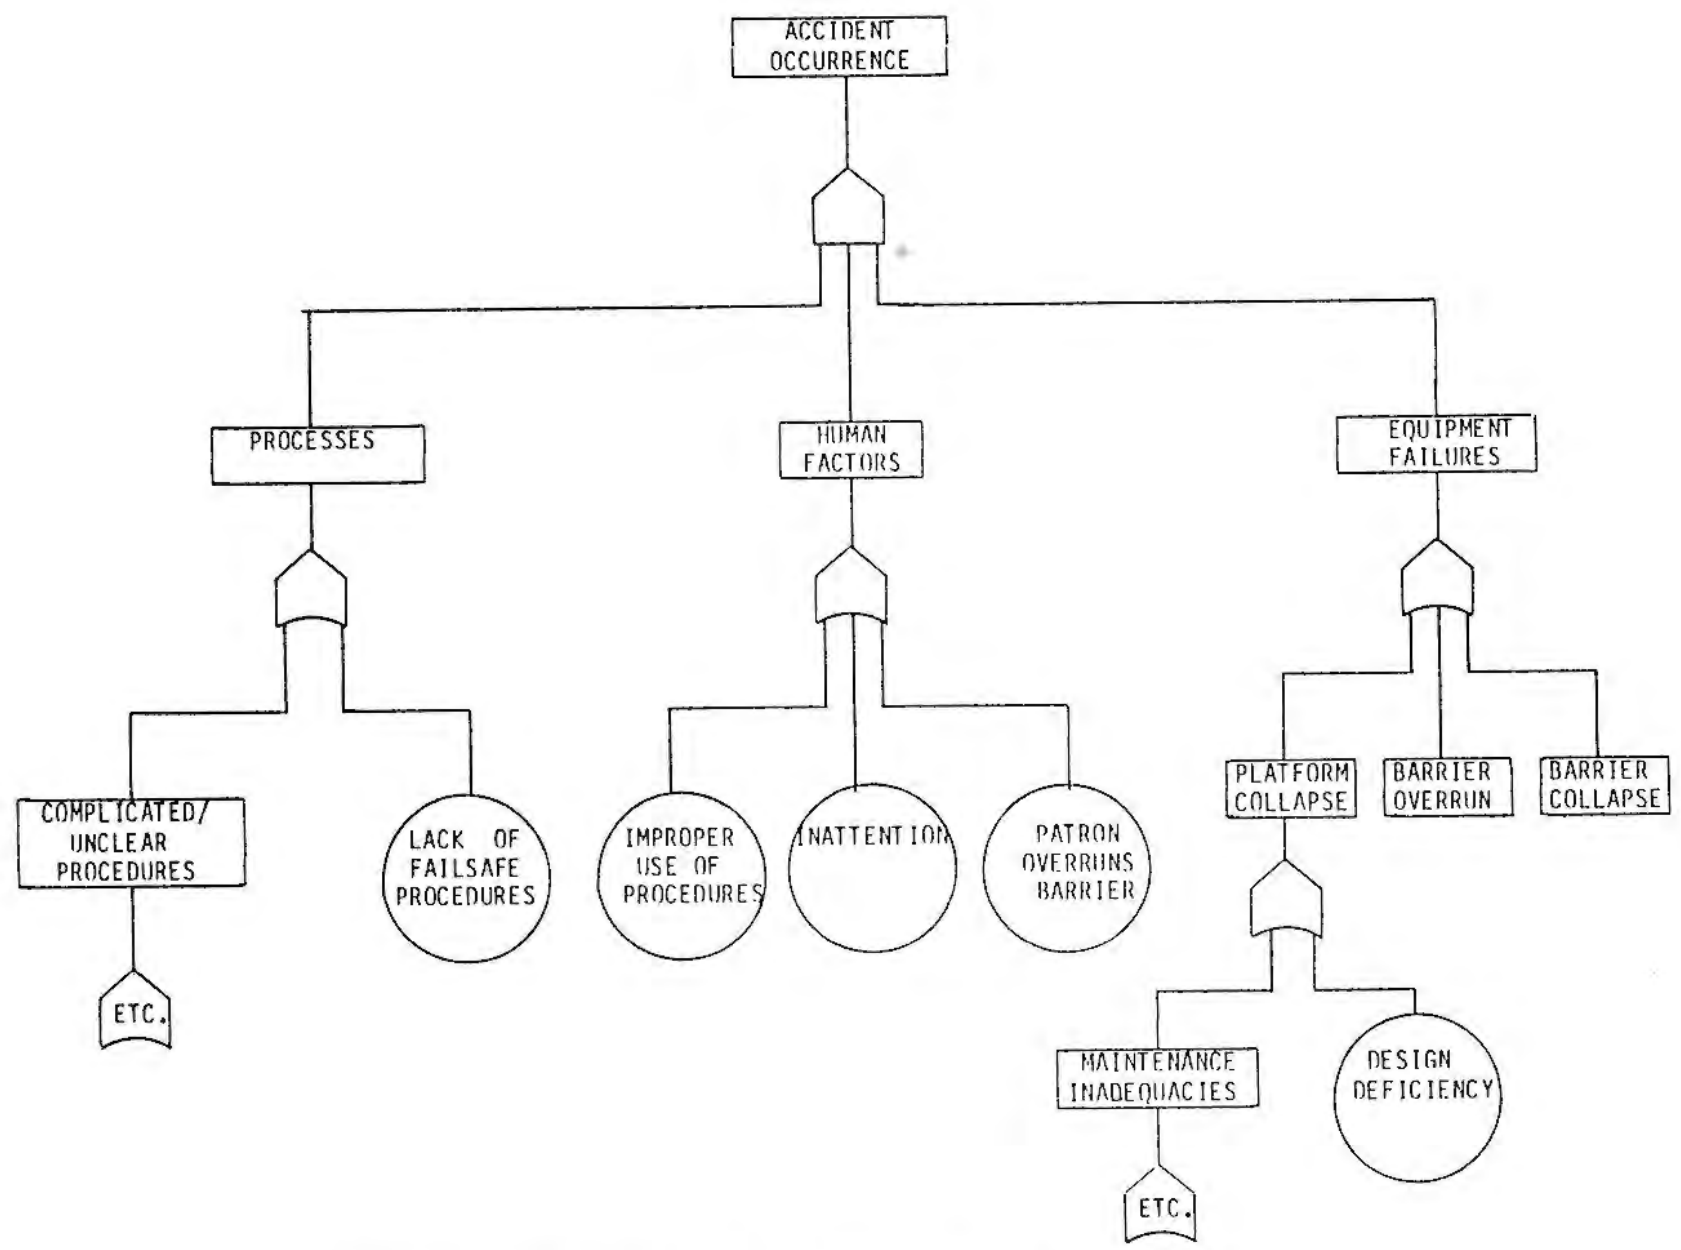 ACCIDENT
OCCURRENCE
PROCESSES
HUMAN
FACTORS
EQUIPMENT
FAILURES
COMPLICATED/
UNCLEAR
PROCEDURES
LACK OF
FAILSAFE
PROCEDURES
IMPROPER
USE OF
PROCEDURES
INATTENTION
PATRON
OVERRUNS
BARRIER
PLATFORM
COLLAPSE
BARRIER
OVERRUN
BARRIER
COLLAPSE
ETC.
MAINTENANCE
INADEQUACIES
DESIGN
DEFICIENCY
ETC.